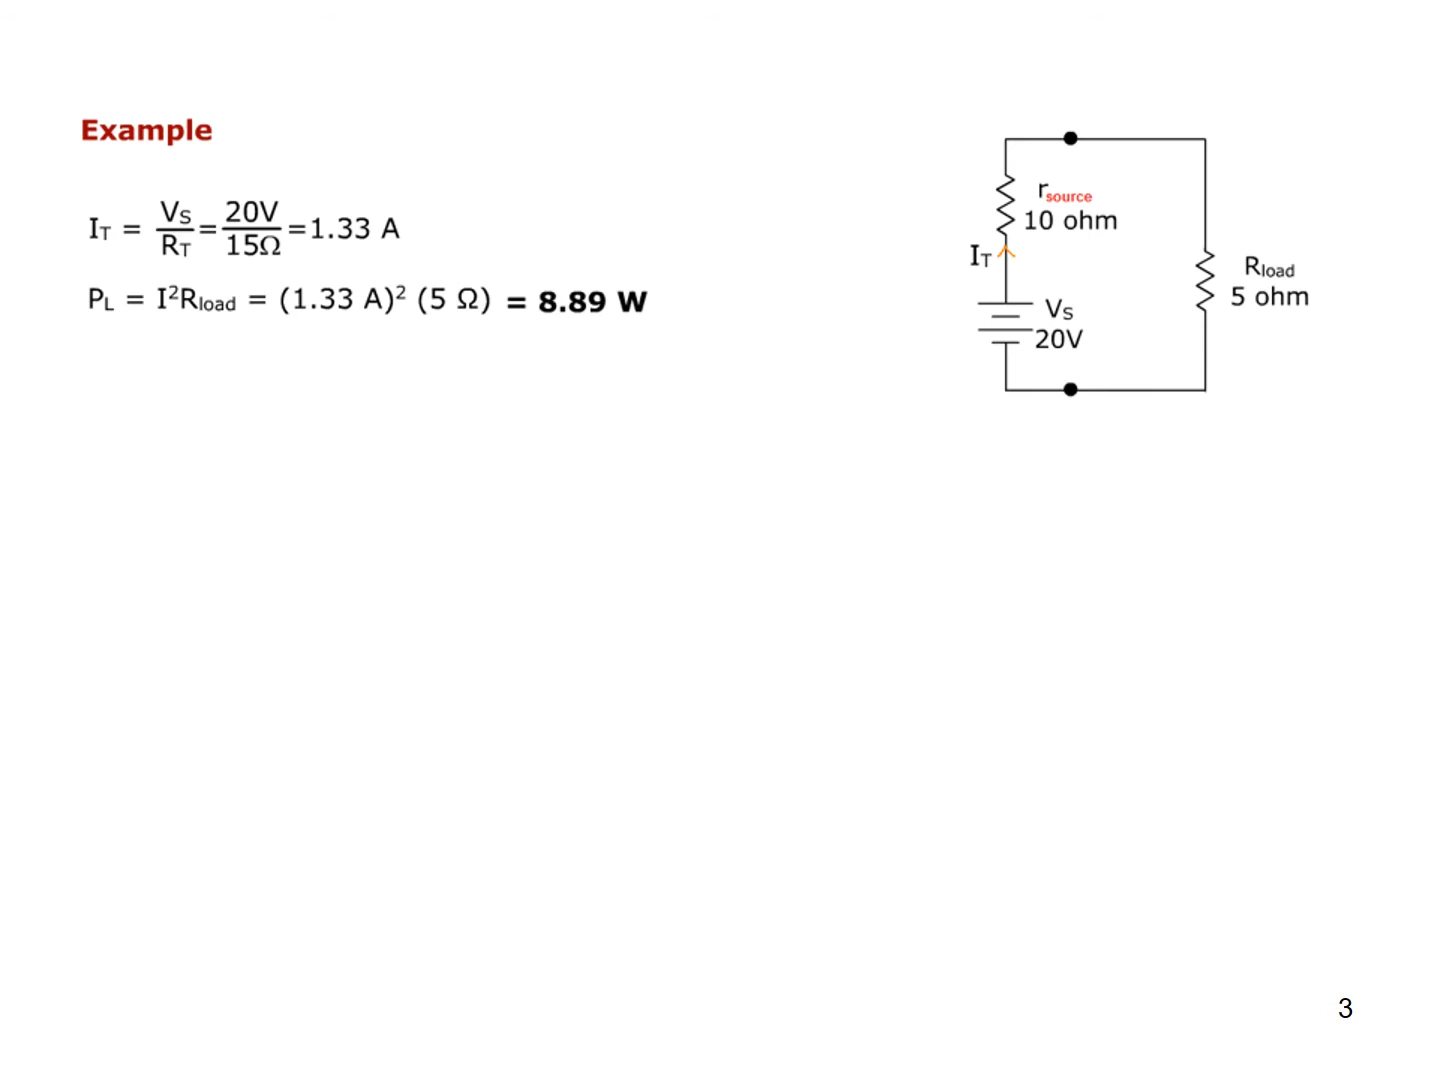 Example
IT = VS/RT = 20V/15Ω = 1.33 A
PL = I²Rload = (1.33 A)² (5 Ω) = 8.89 W
rsource
10 ohm
IT
VS
20V
Rload
5 ohm
3